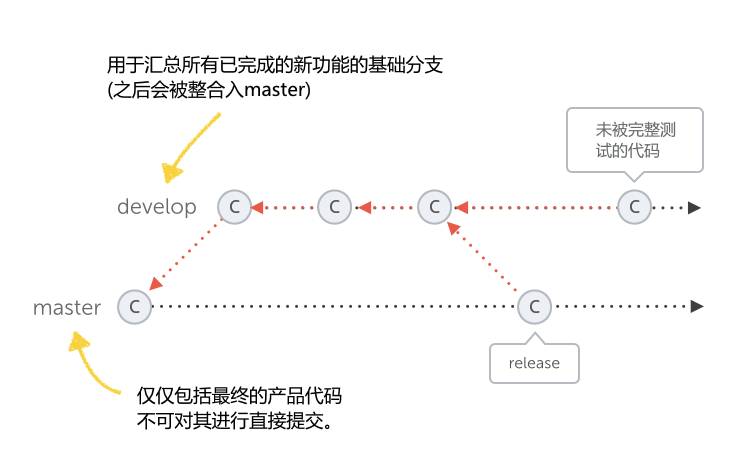 用于汇总所有已完成的新功能的基础分支
(之后会被整合入master)
未被完整测
试的代码
develop
C
C
C
C
master
C
C
release
仅仅包括最终的产品代码
不可对其进行直接提交。